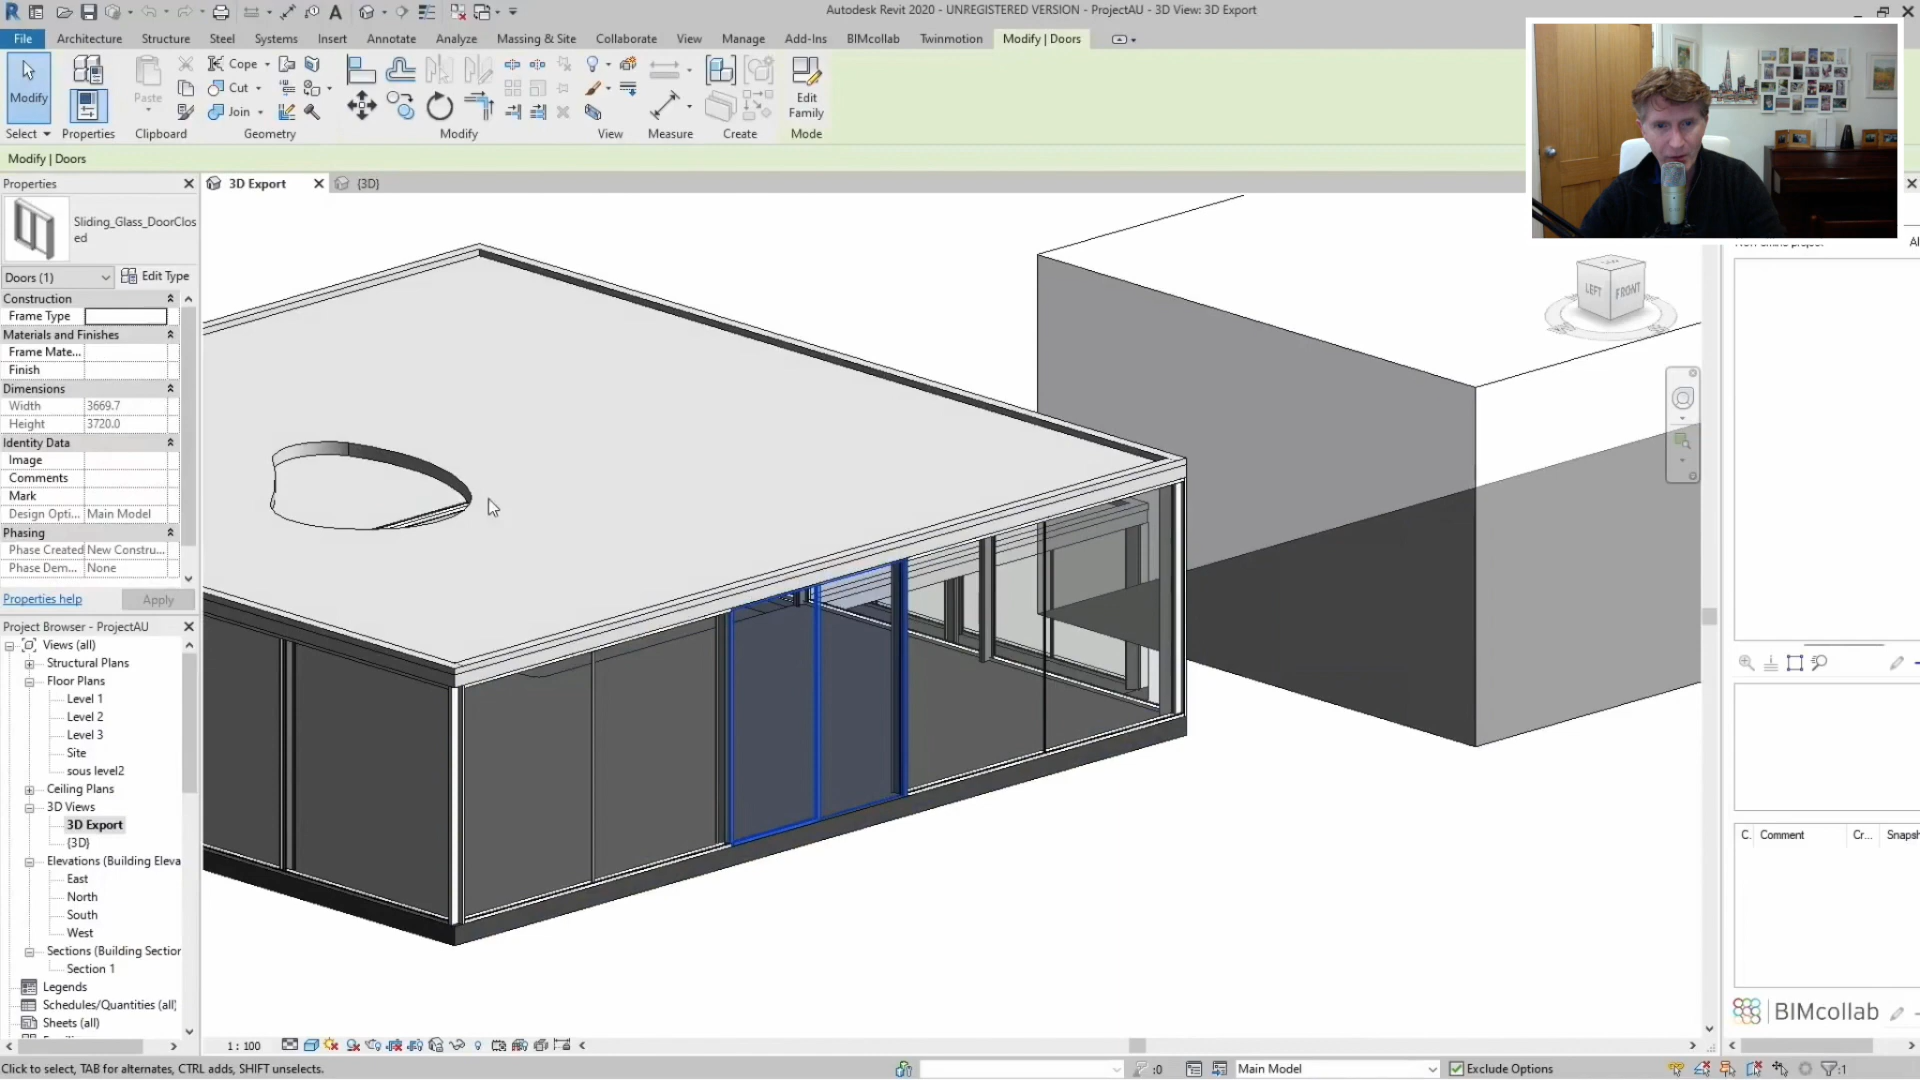 Autodesk Revit 2020 - UNREGISTERED VERSION - ProjectAU - 3D View: 3D Export
File Architecture Structure Steel Systems Insert Annotate Analyze Massing & Site Collaborate View Manage Add-Ins BIMcollab Twinmotion Modify | Doors
Modify
Paste
Cope
Cut
Join
Edit
Family
Select Properties Clipboard Geometry Modify View Measure Create Mode
Modify | Doors
Properties
3D Export
{3D}
Sliding_Glass_DoorClos
ed
Doors (1) Edit Type
Construction
Frame Type
Materials and Finishes
Frame Mate...
Finish
Dimensions
Width 3669.7
Height 3720.0
Identity Data
Image
Comments
Mark
Design Opti... Main Model
Phasing
Phase Created New Constru...
Phase Dem... None
Properties help Apply
Project Browser - ProjectAU
Views (all)
Structural Plans
Floor Plans
Level 1
Level 2
Level 3
Site
sous level2
Ceiling Plans
3D Views
3D Export
{3D}
Elevations (Building Eleva
East
North
South
West
Sections (Building Section
Section 1
Legends
Schedules/Quantities (all)
Sheets (all)
LEFT FRONT
Al
C. Comment Cr... Snapsh
BIMcollab
1 : 100
Click to select, TAB for alternates, CTRL adds, SHIFT unselects.
:0 Main Model Exclude Options :1